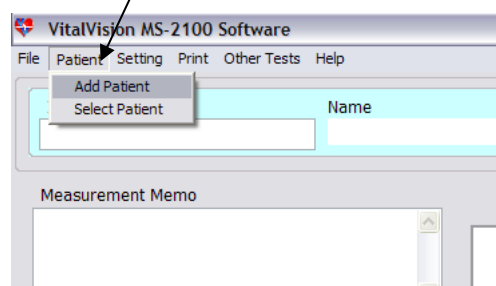 VitalVision MS-2100 Software
File Patient Setting Print Other Tests Help
Add Patient
Select Patient
Name
Measurement Memo